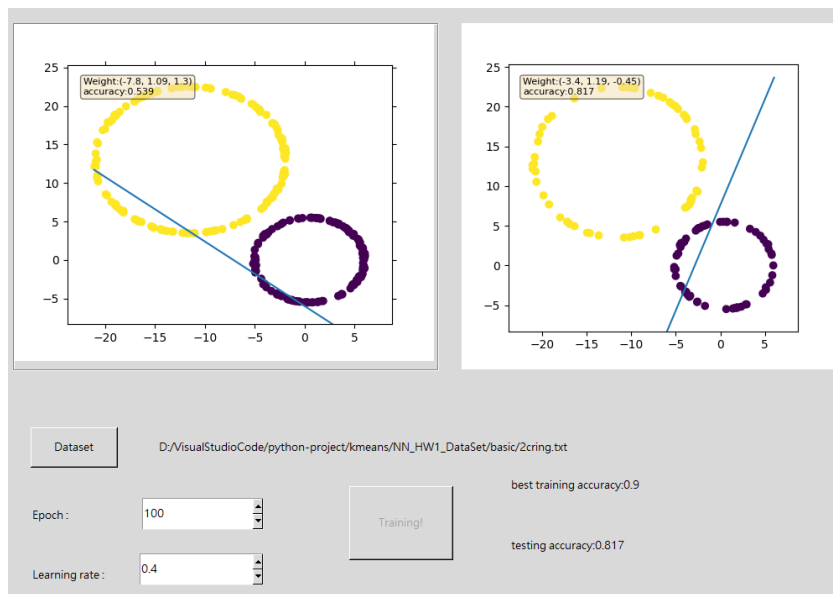 Weight:(-7.8, 1.09, 1.3)
accuracy:0.539
25
20
15
10
5
0
−5
−20
−15
−10
−5
0
5
Weight:(-3.4, 1.19, -0.45)
accuracy:0.817
25
20
15
10
5
0
−5
−20
−15
−10
−5
0
5
Dataset
D:/VisualStudioCode/python-project/kmeans/NN_HW1_DataSet/basic/2cring.txt
best training accuracy:0.9
Epoch :
100
Training!
testing accuracy:0.817
Learning rate :
0.4